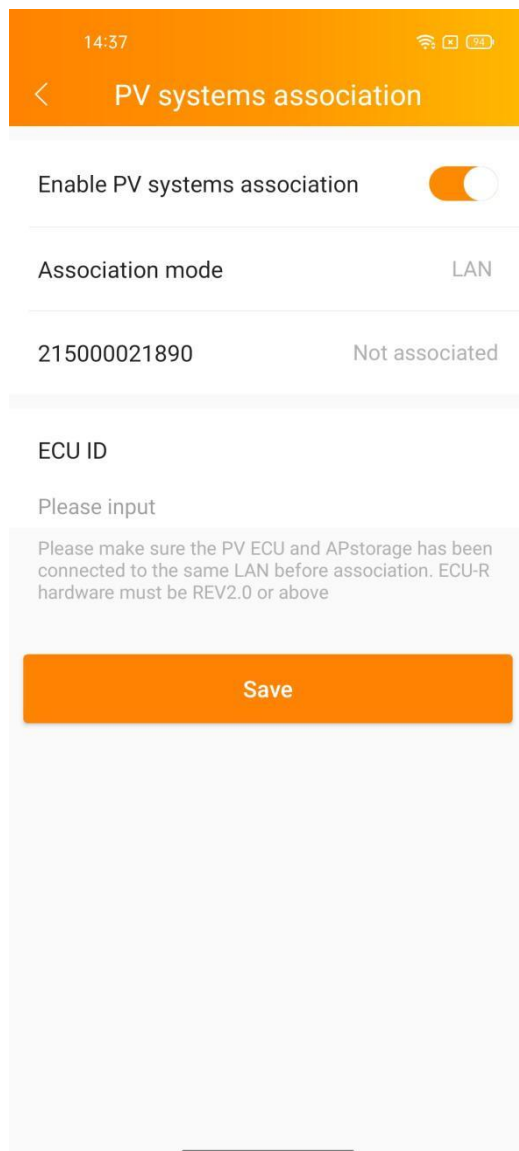 14:37
94
PV systems association
Enable PV systems association
Association mode LAN
215000021890 Not associated
ECU ID
Please input
Please make sure the PV ECU and APstorage has been
connected to the same LAN before association. ECU-R
hardware must be REV2.0 or above
Save